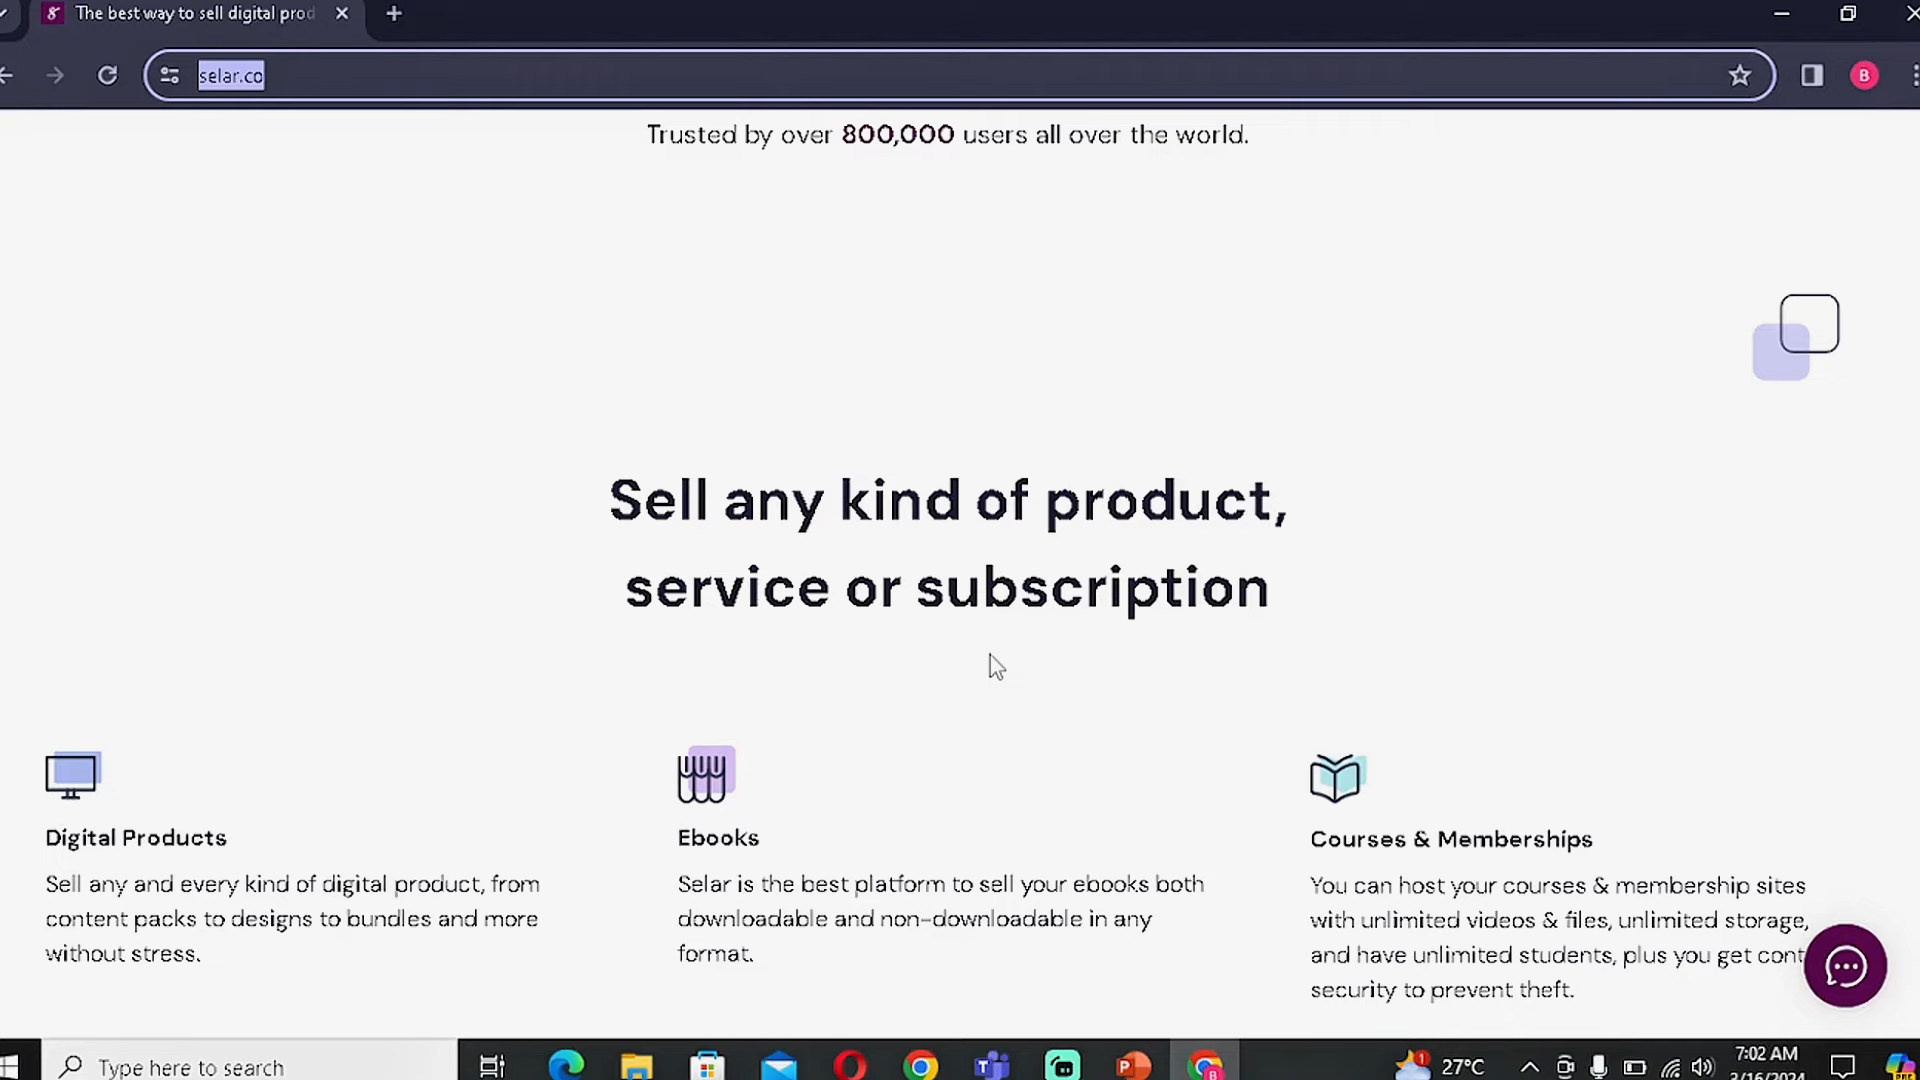 The best way to sell digital prod
selar.co
B
Trusted by over 800,000 users all over the world.
Sell any kind of product,
service or subscription
Digital Products
Sell any and every kind of digital product, from
content packs to designs to bundles and more
without stress.
Ebooks
Selar is the best platform to sell your ebooks both
downloadable and non-downloadable in any
format.
Courses & Memberships
You can host your courses & membership sites
with unlimited videos & files, unlimited storage,
and have unlimited students, plus you get cont
security to prevent theft.
Type here to search
1
27°C
7:02 AM
3/16/2024